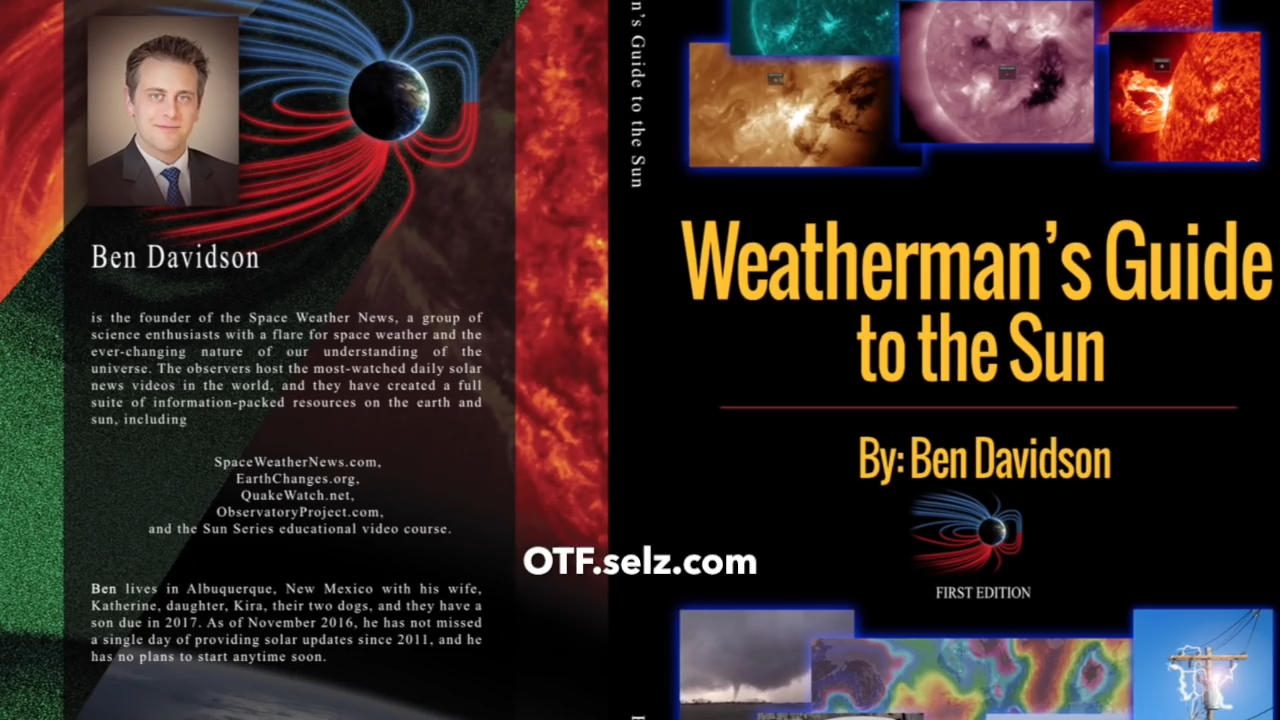 Ben Davidson
is the founder of the Space Weather News, a group of
science enthusiasts with a flare for space weather and the
ever-changing nature of our understanding of the
universe. The observers host the most-watched daily solar
news videos in the world, and they have created a full
suite of information-packed resources on the earth and
sun, including
SpaceWeatherNews.com,
EarthChanges.org,
QuakeWatch.net,
ObservatoryProject.com,
and the Sun Series educational video course.
Ben lives in Albuquerque, New Mexico with his wife,
Katherine, daughter, Kira, their two dogs, and they have a
son due in 2017. As of November 2016, he has not missed
a single day of providing solar updates since 2011, and he
has no plans to start anytime soon.
n's Guide to the Sun
Weatherman's Guide
to the Sun
By: Ben Davidson
FIRST EDITION
OTF.selz.com